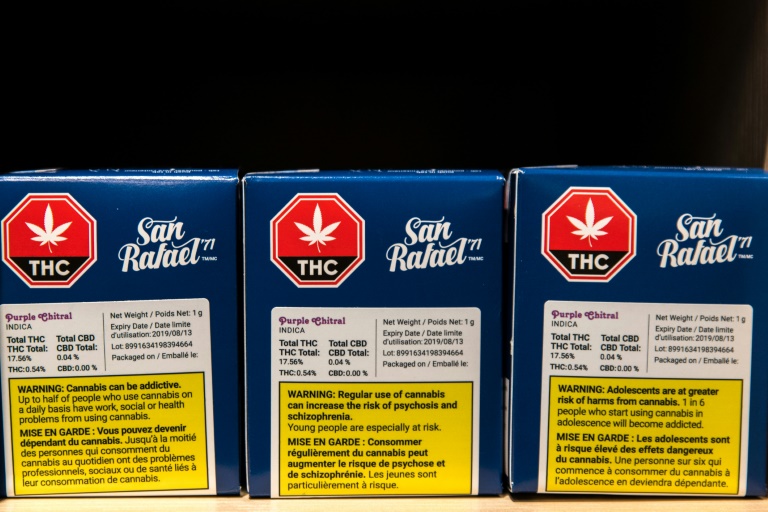 THC
San
Rafael '71
TM/MC
Purple Chitral
INDICA
Total THC
THC Total:
17.56%
THC:0.54%
Total CBD
CBD Total:
0.04 %
CBD:0.00 %
Net Weight / Poids Net: 1 g
Expiry Date / Date limite
d'utilisation:2019/08/13
Lot: 8991634198394664
Packaged on / Emballé le:
WARNING: Cannabis can be addictive.
Up to half of people who use cannabis on
a daily basis have work, social or health
problems from using cannabis.
MISE EN GARDE : Vous pouvez devenir
dépendant du cannabis. Jusqu'à la moitié
des personnes qui consomment du
cannabis au quotidien ont des problèmes
professionnels, sociaux ou de santé liés à
leur consommation de cannabis.
THC
San
Rafael '71
TM/MC
Purple Chitral
INDICA
Total THC
THC Total:
17.56%
THC:0.54%
Total CBD
CBD Total:
0.04 %
CBD:0.00 %
Net Weight / Poids Net: 1 g
Expiry Date / Date limite
d'utilisation:2019/08/13
Lot: 8991634198394664
Packaged on / Emballé le:
WARNING: Regular use of cannabis
can increase the risk of psychosis and
schizophrenia.
Young people are especially at risk.
MISE EN GARDE : Consommer
régulièrement du cannabis peut
augmenter le risque de psychose et
de schizophrénie. Les jeunes sont
particulièrement à risque.
THC
San
Rafael '71
TM/MC
Purple Chitral
INDICA
Total THC
THC Total:
17.56%
THC:0.54%
Total CBD
CBD Total:
0.04 %
CBD:0.00 %
Net Weight / Poids Net: 1 g
Expiry Date / Date limite
d'utilisation:2019/08/13
Lot: 8991634198394664
Packaged on / Emballé le:
WARNING: Adolescents are at greater
risk of harms from cannabis. 1 in 6
people who start using cannabis in
adolescence will become addicted.
MISE EN GARDE : Les adolescents sont
à risque élevé des effets dangereux
du cannabis. Une personne sur six qui
commence à consommer du cannabis à
l'adolescence en deviendra dépendante.